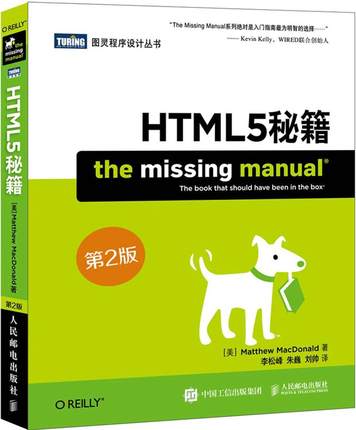 O'REILLY®
the missing manual
HTML5秘籍
[美]Matthew MacDonald 著
第2版
人民邮电出版社
TURING
图灵程序设计丛书
"The Missing Manual系列绝对是入门指南最为明智的选择……"
—— Kevin Kelly，WIRED联合创始人
HTML5秘籍
the missing manual®
The book that should have been in the box®
第2版
[美] Matthew MacDonald 著
李松峰 朱巍 刘帅 译
O'REILLY®
中国工信出版集团
人民邮电出版社